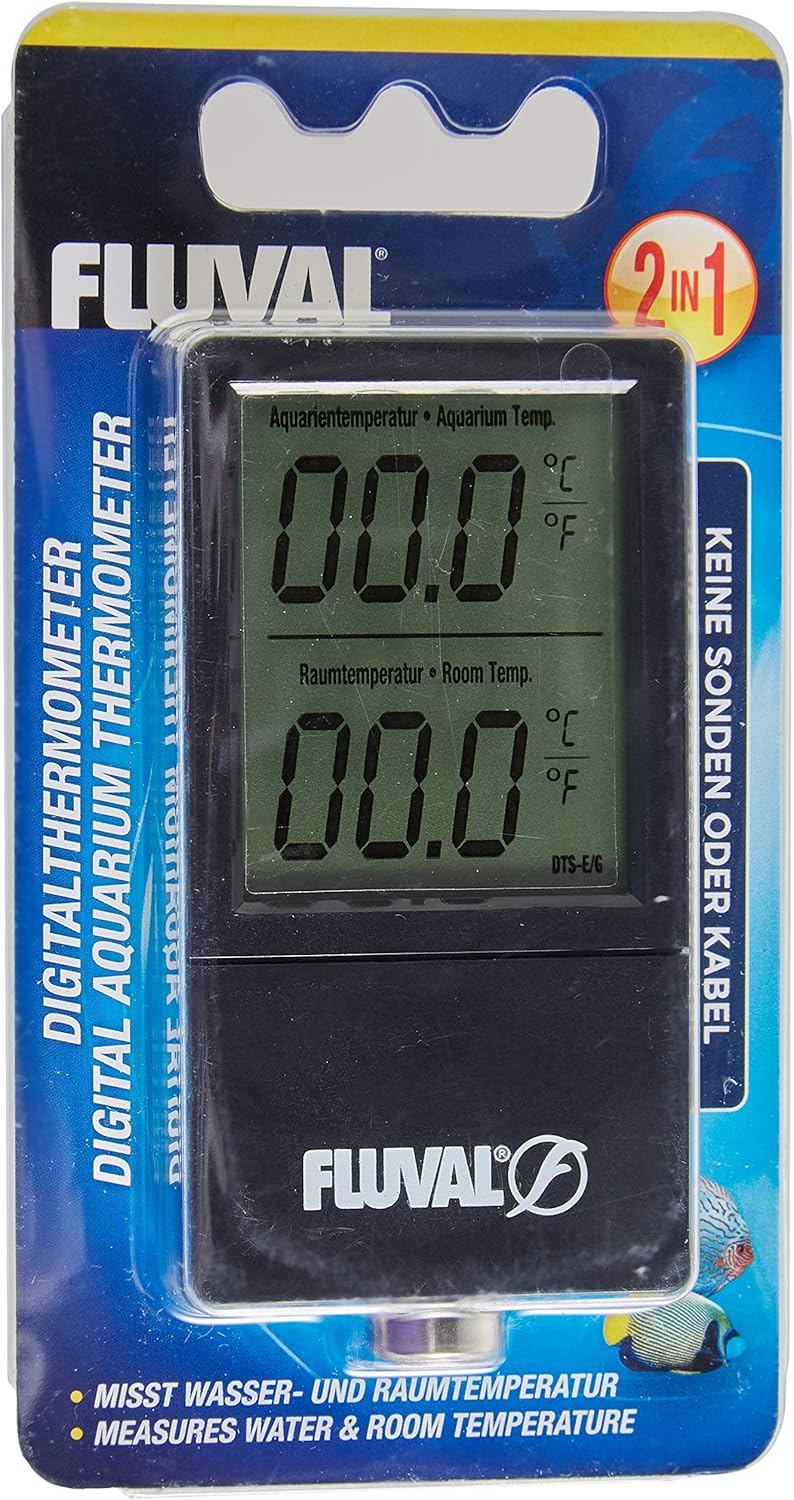 FLUVAL®
2 IN 1
DIGITALTHERMOMETER
DIGITAL AQUARIUM THERMOMETER
Aquarientemperatur • Aquarium Temp.
00.0 °C
°F
Raumtemperatur • Room Temp.
00.0 °C
°F
DTS-E/G
KEINE SONDEN ODER KABEL
FLUVAL®
• MISST WASSER- UND RAUMTEMPERATUR
• MEASURES WATER & ROOM TEMPERATURE